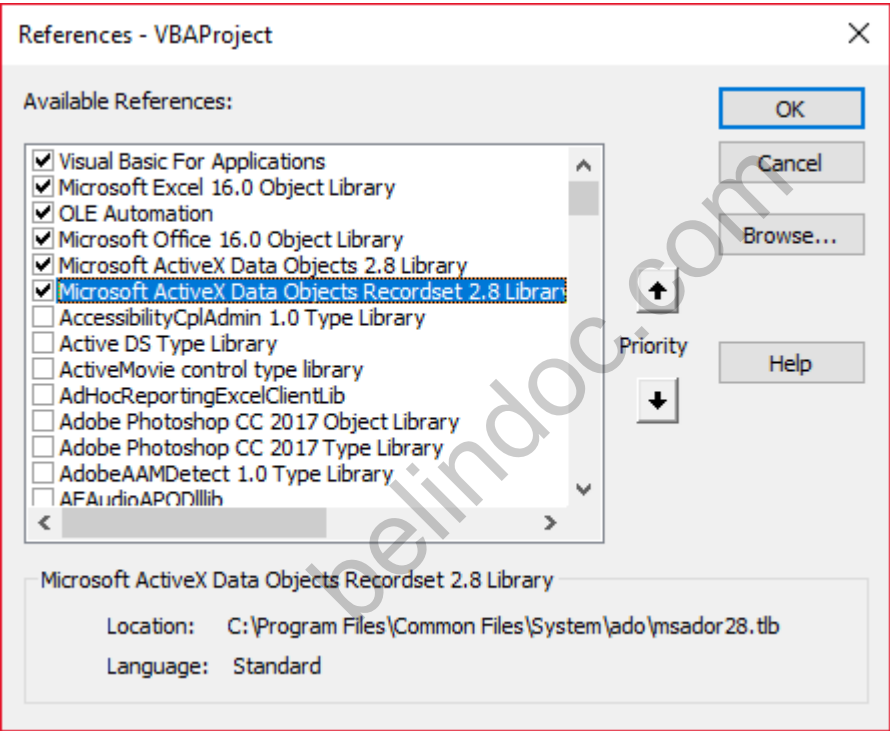 References - VBAProject
Available References:
OK
Cancel
Browse...
Priority
Help
Visual Basic For Applications
Microsoft Excel 16.0 Object Library
OLE Automation
Microsoft Office 16.0 Object Library
Microsoft ActiveX Data Objects 2.8 Library
Microsoft ActiveX Data Objects Recordset 2.8 Librar
AccessibilityCplAdmin 1.0 Type Library
Active DS Type Library
ActiveMovie control type library
AdHocReportingExcelClientLib
Adobe Photoshop CC 2017 Object Library
Adobe Photoshop CC 2017 Type Library
AdobeAAMDetect 1.0 Type Library
AFAudioAPODlllib
Microsoft ActiveX Data Objects Recordset 2.8 Library
Location: C:\Program Files\Common Files\System\ado\msador28.tlb
Language: Standard
belindoc.com